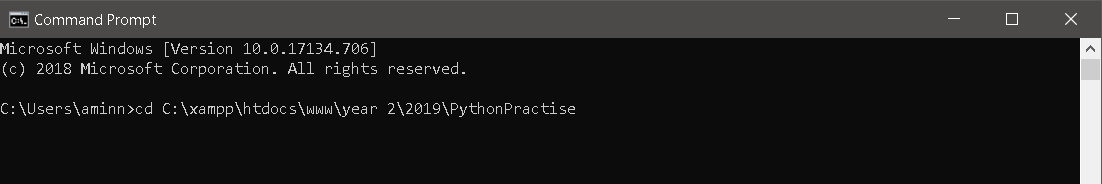 Command Prompt
Microsoft Windows [Version 10.0.17134.706]
(c) 2018 Microsoft Corporation. All rights reserved.
C:\Users\aminn>cd C:\xampp\htdocs\www\year 2\2019\PythonPractise